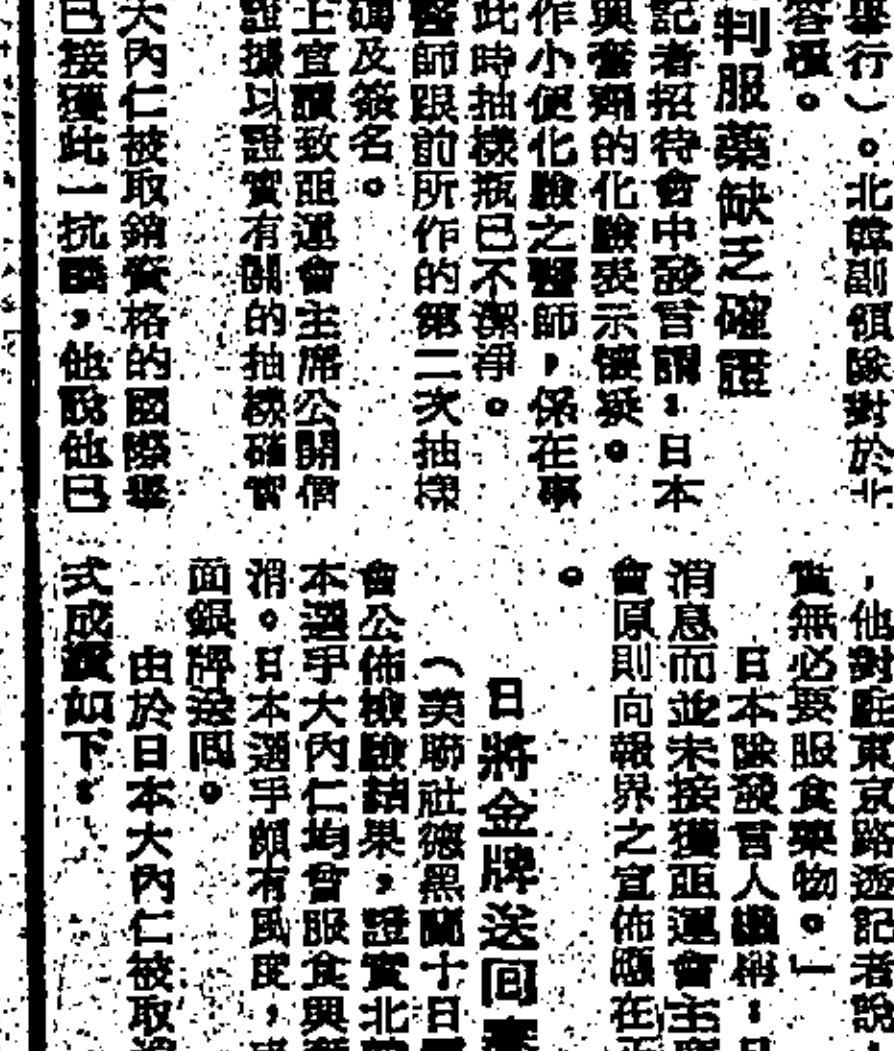 舉行）。北韓副領隊對於北
答覆。
判服藥缺乏確證
記者招待會中發言謂：日本
興奮劑的化驗表示懷疑。
作小便化驗之醫師，係在事
此時抽樣瓶已不潔淨。
醫師跟前所作的第二次抽樣
碼及簽名。
上官讀致亞運會主席公開信
證據以證實有關的抽樣確實
大內仁被取銷資格的國際舉
已接獲此一抗議，他說他已
，他對駐東京路透記者說，
實無必要服食藥物。」
日本隊發言人繼稱：日
消息而並未接獲亞運會主席
會原則向報界之宣佈應在正
。
日將金牌送回
（美聯社德黑蘭十日
會公佈檢驗結果，證實北韓
本選手大內仁均曾服食興奮
消。日本選手頗有風度，
面銀牌送回。
由於日本大內仁被取
式成績如下：